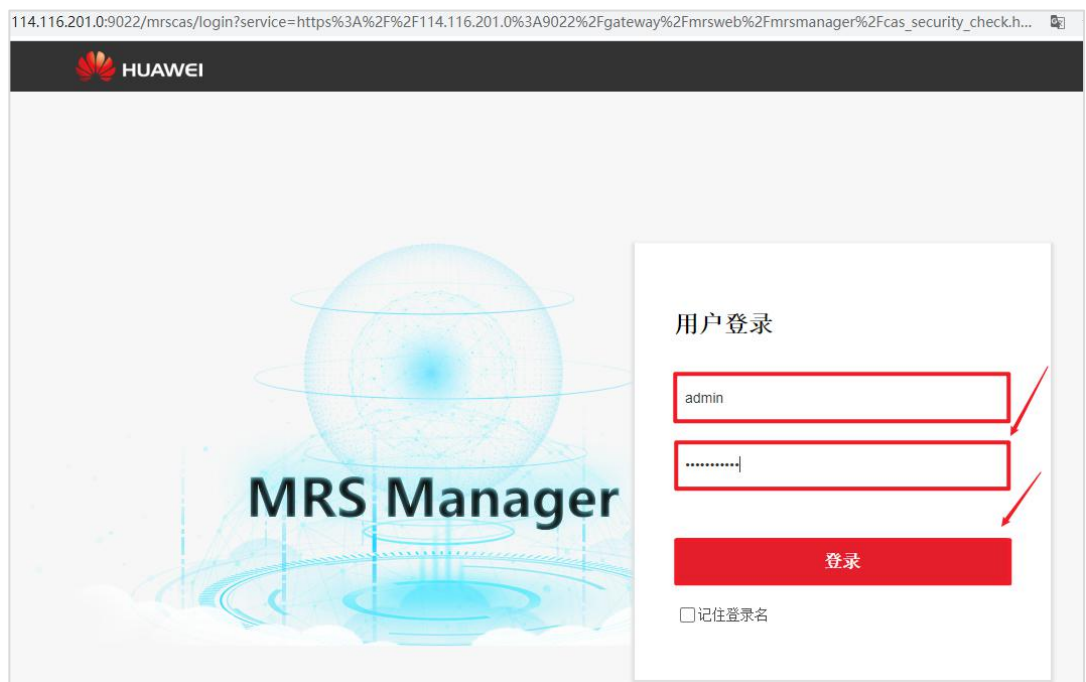 114.116.201.0:9022/mrscas/login?service=https%3A%2F%2F114.116.201.0%3A9022%2Fgateway%2Fmrsweb%2Fmrsmanager%2Fcas_security_check.h...
HUAWEI
用户登录
admin
•••••••••••
MRS Manager
登录
记住登录名